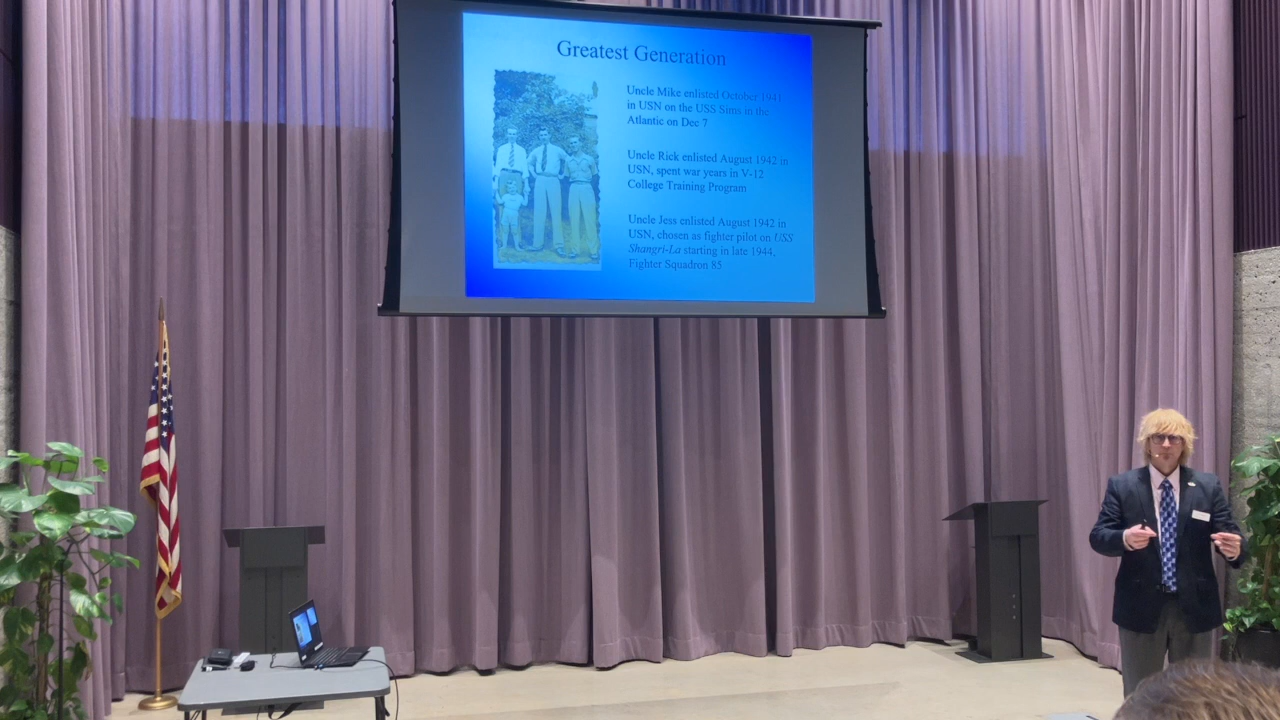 Greatest Generation
Uncle Mike enlisted October 1941
in USN on the USS Sims in the
Atlantic on Dec 7
Uncle Rick enlisted August 1942 in
USN, spent war years in V-12
College Training Program
Uncle Jess enlisted August 1942 in
USN, chosen as fighter pilot on USS
Shangri-La starting in late 1944,
Fighter Squadron 85